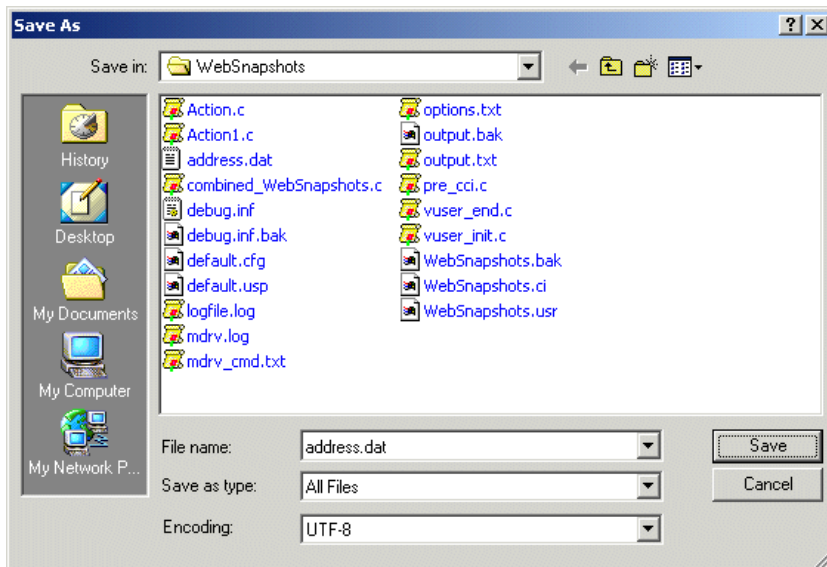 Save As
Save in:
WebSnapshots
History
Desktop
My Documents
My Computer
My Network P...
Action.c
Action1.c
address.dat
combined_WebSnapshots.c
debug.inf
debug.inf.bak
default.cfg
default.usp
logfile.log
mdrv.log
mdrv_cmd.txt
options.txt
output.bak
output.txt
pre_cci.c
vuser_end.c
vuser_init.c
WebSnapshots.bak
WebSnapshots.ci
WebSnapshots.usr
File name:
address.dat
Save
Save as type:
All Files
Cancel
Encoding:
UTF-8